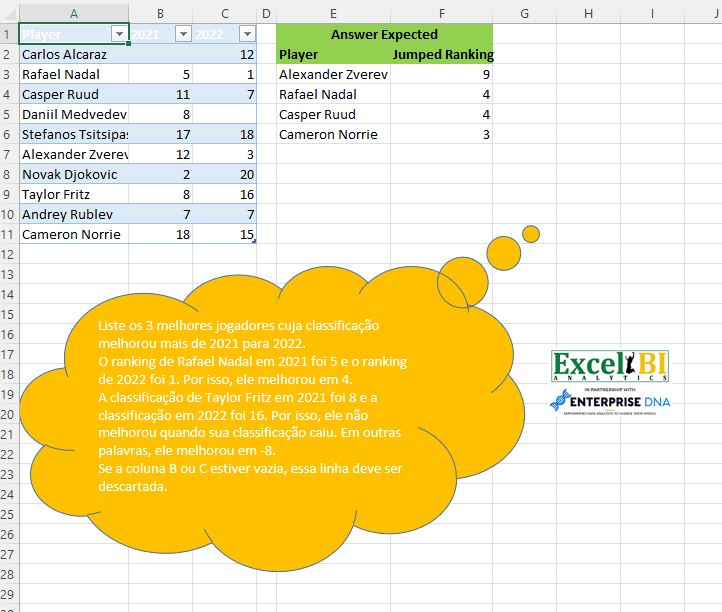 A B C D E F G H I J
1 Player 2021 2022 Answer Expected
2 Carlos Alcaraz 12 Player Jumped Ranking
3 Rafael Nadal 5 1 Alexander Zverev 9
4 Casper Ruud 11 7 Rafael Nadal 4
5 Daniil Medvedev 8 Casper Ruud 4
6 Stefanos Tsitsipas 17 18 Cameron Norrie 3
7 Alexander Zverev 12 3
8 Novak Djokovic 2 20
9 Taylor Fritz 8 16
10 Andrey Rublev 7 7
11 Cameron Norrie 18 15
12
13
14
15
16
17
18
19
20
21
22
23
24
25
26
27
28
29
Liste os 3 melhores jogadores cuja classificação
melhorou mais de 2021 para 2022.
O ranking de Rafael Nadal em 2021 foi 5 e o ranking
de 2022 foi 1. Por isso, ele melhorou em 4.
A classificação de Taylor Fritz em 2021 foi 8 e a
classificação em 2022 foi 16. Por isso, ele não
melhorou quando sua classificação caiu. Em outras
palavras, ele melhorou em -8.
Se a coluna B ou C estiver vazia, essa linha deve ser
descartada.
Excel BI
ANALYTICS
IN PARTNERSHIP WITH
ENTERPRISE DNA
EMPOWERING DATA ANALYSTS TO CHANGE THEIR WORLD